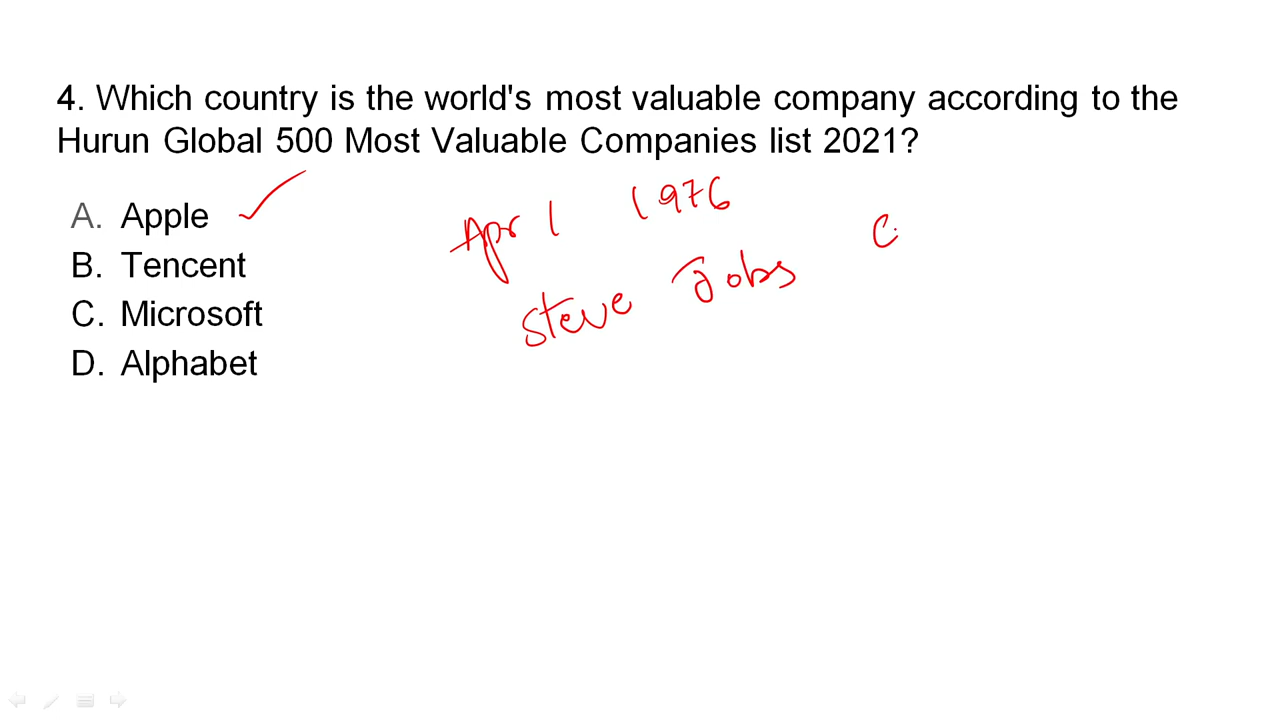 4. Which country is the world's most valuable company according to the
Hurun Global 500 Most Valuable Companies list 2021?
A. Apple
B. Tencent
C. Microsoft
D. Alphabet
Apr 1 1976
Steve Jobs C